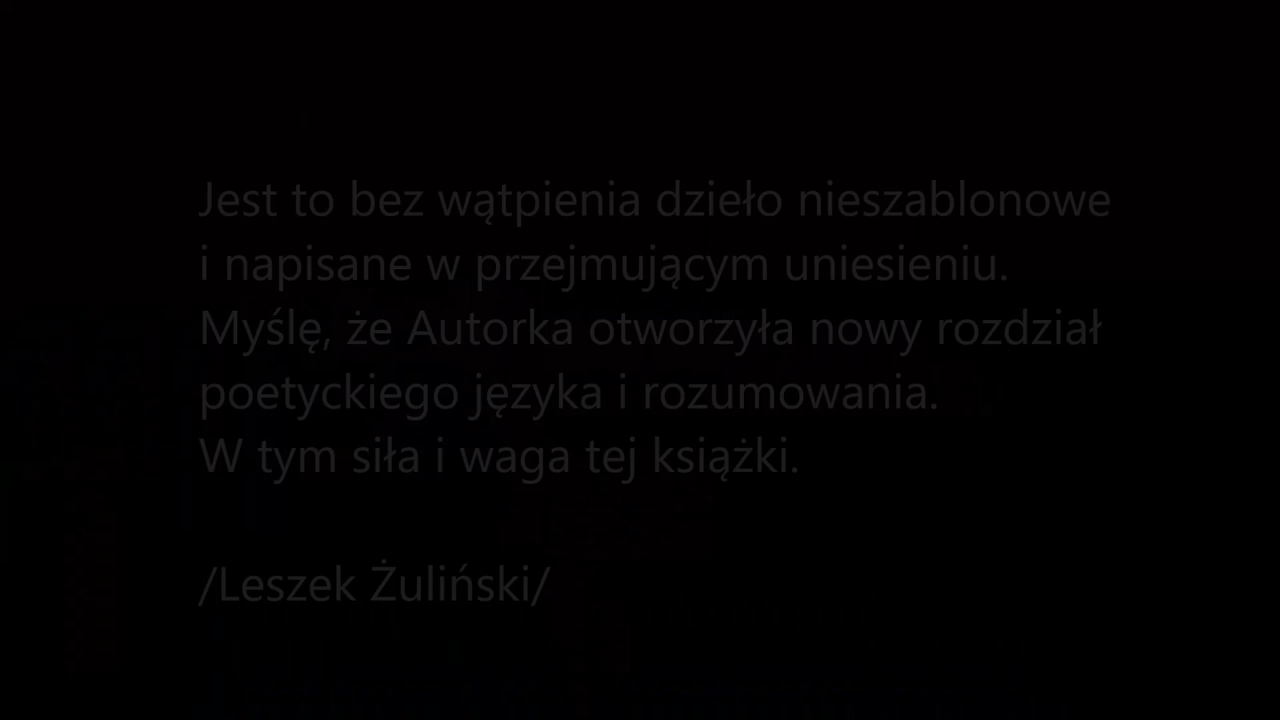 Jest to bez wątpienia dzieło nieszablonowe
i napisane w przejmującym uniesieniu.
Myślę, że Autorka otworzyła nowy rozdział
poetyckiego języka i rozumowania.
W tym siła i waga tej książki.
/Leszek Żuliński/